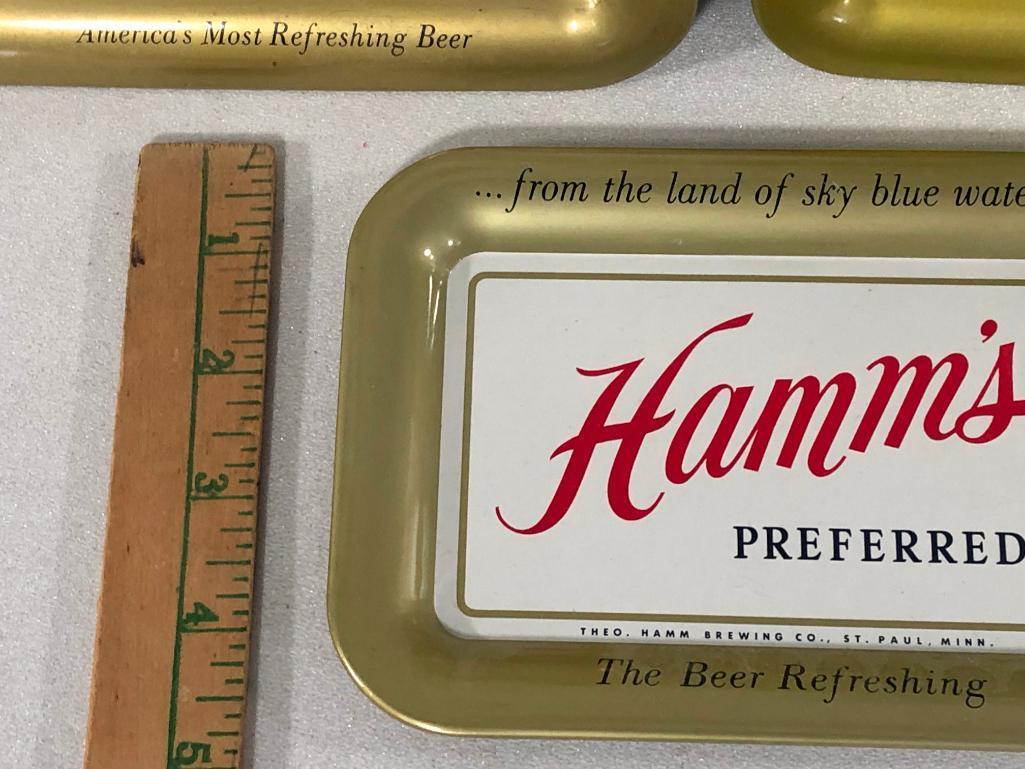 America's Most Refreshing Beer
...from the land of sky blue wate
Hamm's
PREFERRED
THEO. HAMM BREWING CO., ST. PAUL, MINN.
The Beer Refreshing
1
2
3
4
5